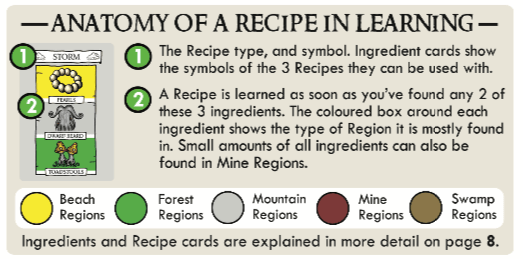 ANATOMY OF A RECIPE IN LEARNING
1
STORM
PEARLS
2
DWARF BEARD
TOADSTOOLS
1 The Recipe type, and symbol. Ingredient cards show
the symbols of the 3 Recipes they can be used with.
2 A Recipe is learned as soon as you've found any 2 of
these 3 ingredients. The coloured box around each
ingredient shows the type of Region it is mostly found
in. Small amounts of all ingredients can also be
found in Mine Regions.
Beach
Regions
Forest
Regions
Mountain
Regions
Mine
Regions
Swamp
Regions
Ingredients and Recipe cards are explained in more detail on page 8.